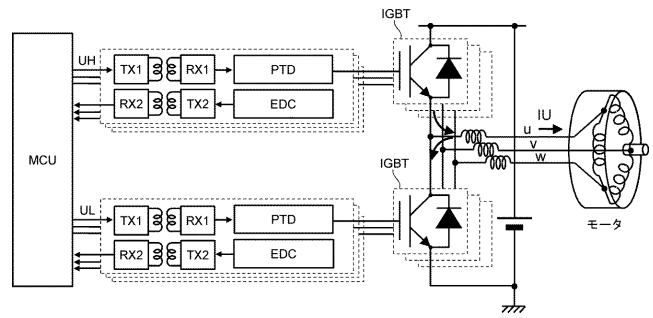 IGBT
UH
TX1
RX1
PTD
RX2
TX2
EDC
MCU
IU
u
v
w
IGBT
UL
TX1
RX1
PTD
RX2
TX2
EDC
モータ